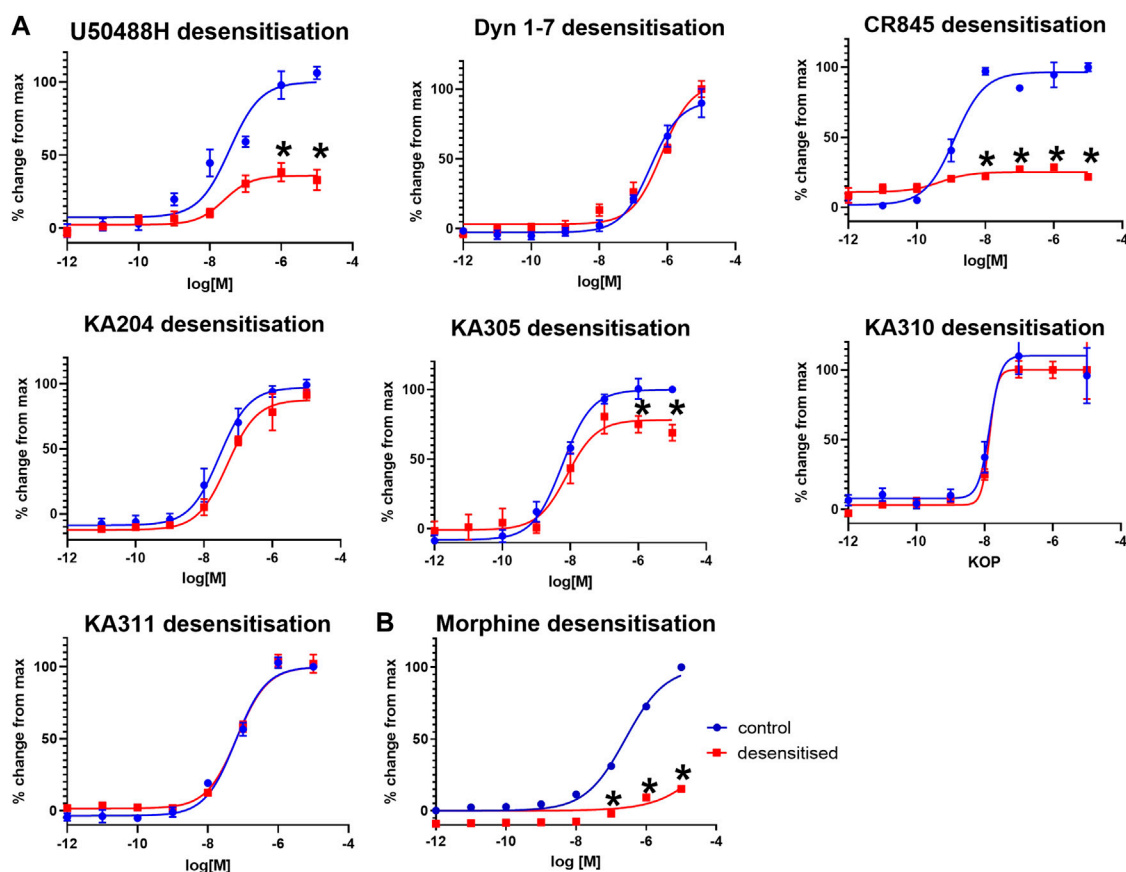 A
U50488H desensitisation
% change from max
100
50
0
-12
-10
-8
-6
-4
log[M]
* *
Dyn 1-7 desensitisation
% change from max
100
50
0
-12
-10
-8
-6
-4
log[M]
CR845 desensitisation
% change from max
100
50
0
-12
-10
-8
-6
-4
log[M]
* * * *
KA204 desensitisation
% change from max
100
50
0
-12
-10
-8
-6
-4
log[M]
KA305 desensitisation
% change from max
100
50
0
-12
-10
-8
-6
-4
log[M]
* *
KA310 desensitisation
% change from max
100
50
0
-12
-10
-8
-6
-4
KOP
KA311 desensitisation
% change from max
100
50
0
-12
-10
-8
-6
-4
log[M]
B
Morphine desensitisation
% change from max
100
50
0
-12
-10
-8
-6
-4
log [M]
* * *
control
desensitised